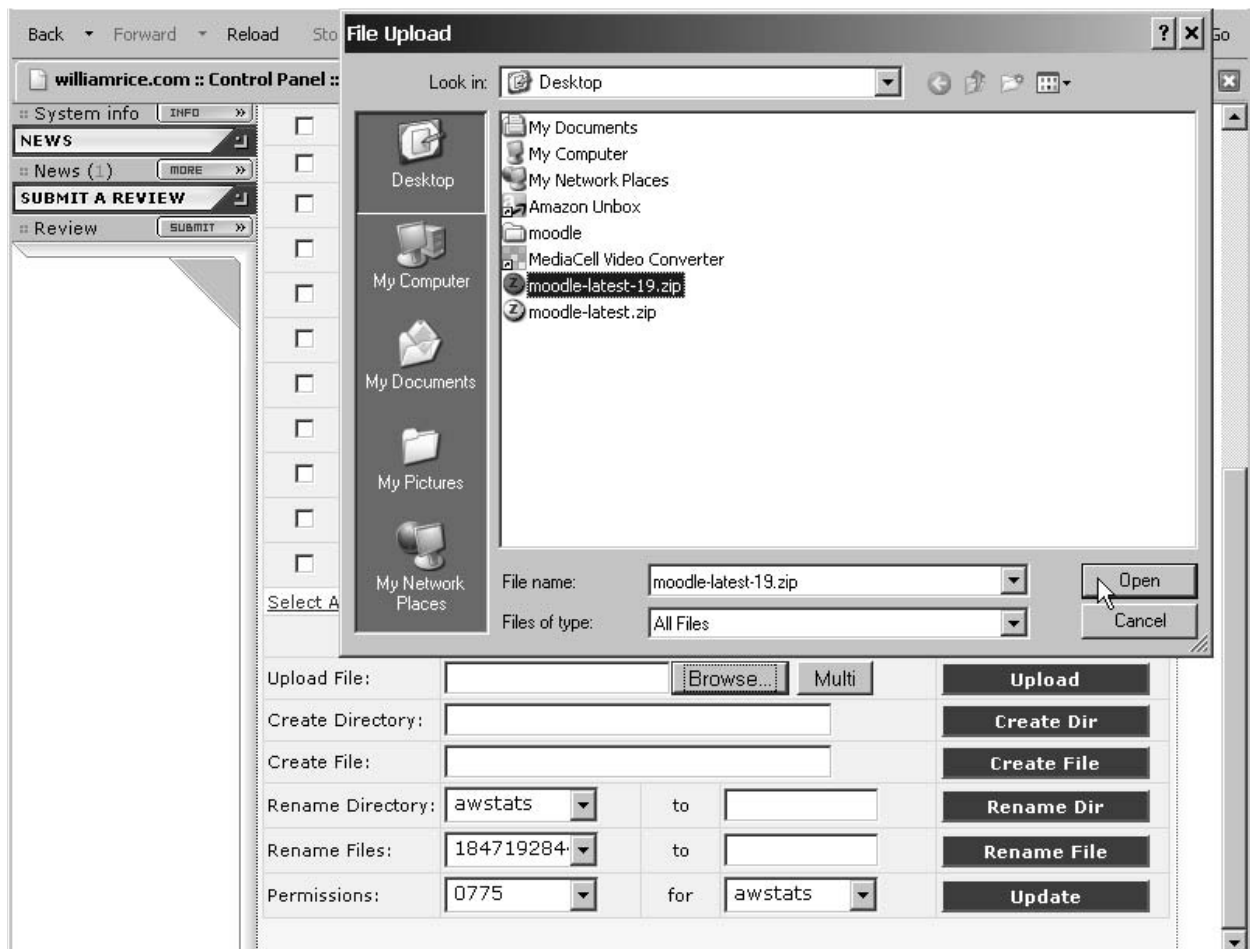 Back Forward Reload Sto
File Upload
Go
williamrice.com :: Control Panel ::
Look in: Desktop
System info INFO »
NEWS
News (1) MORE »
SUBMIT A REVIEW
Review SUBMIT »
Desktop
My Computer
My Documents
My Pictures
My Network Places
My Documents
My Computer
My Network Places
Amazon Unbox
moodle
MediaCell Video Converter
moodle-latest-19.zip
moodle-latest.zip
File name: moodle-latest-19.zip Open
Files of type: All Files Cancel
Select A
Upload File: Browse... Multi Upload
Create Directory: Create Dir
Create File: Create File
Rename Directory: awstats to Rename Dir
Rename Files: 184719284 to Rename File
Permissions: 0775 for awstats Update